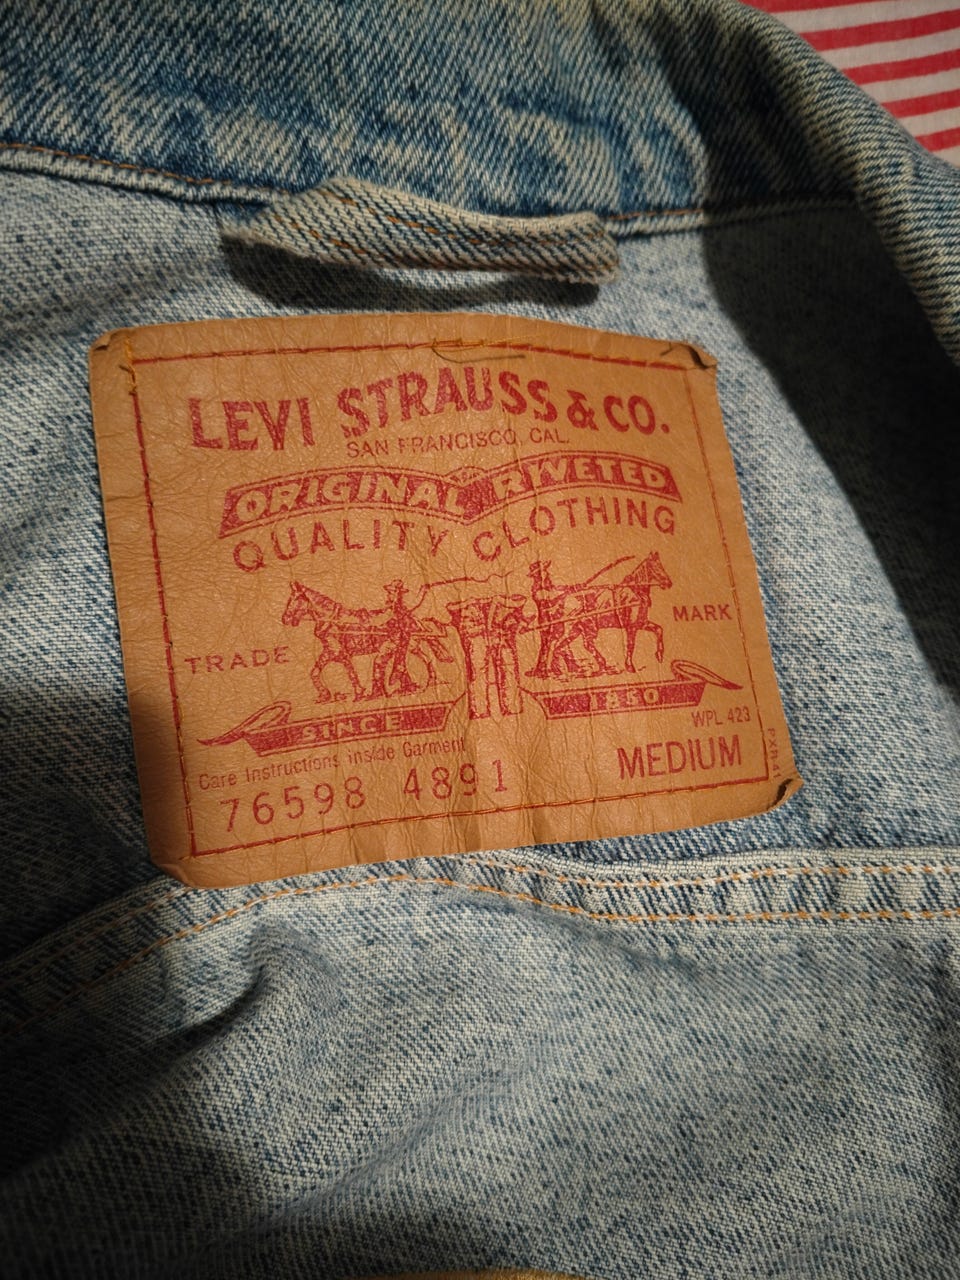 LEVI STRAUSS & CO.
SAN FRANCISCO, CAL.
ORIGINAL RIVETED
QUALITY CLOTHING
TRADE MARK
SINCE 1850
WPL 423
Care Instructions inside Garment
76598 4891 MEDIUM